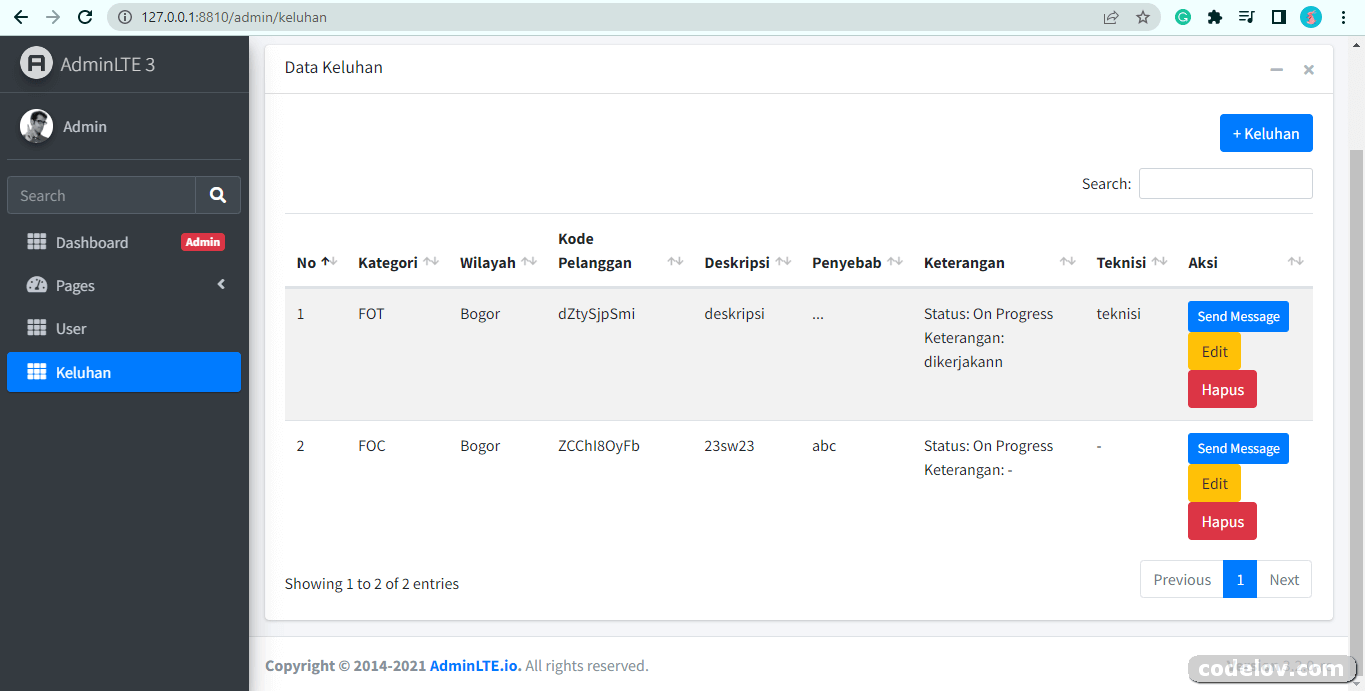 127.0.0.1:8810/admin/keluhan
AdminLTE 3
Admin
Search
Dashboard Admin
Pages
User
Keluhan
Data Keluhan
+ Keluhan
Search:
No Kategori Wilayah Kode Pelanggan Deskripsi Penyebab Keterangan Teknisi Aksi
1 FOT Bogor dZtySjpSmi deskripsi ... Status: On Progress teknisi Send Message
Keterangan: Edit
dikerjakann
Hapus
2 FOC Bogor ZCChI8OyFb 23sw23 abc Status: On Progress - Send Message
Keterangan: - Edit
Hapus
Showing 1 to 2 of 2 entries
Previous 1 Next
Copyright © 2014-2021 AdminLTE.io. All rights reserved.
codelov.com